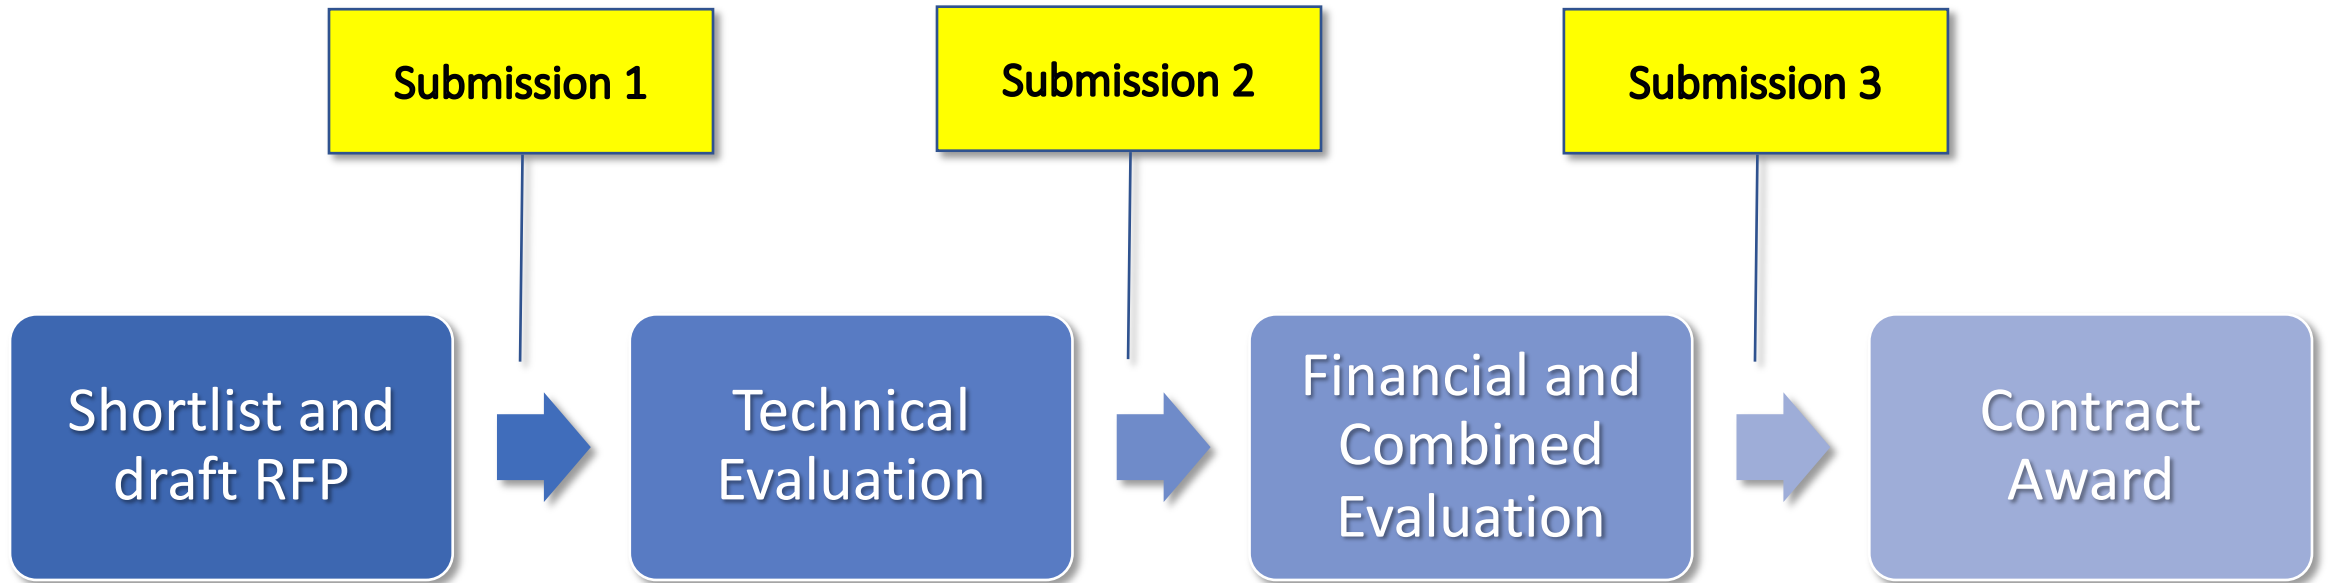 Submission 1
Submission 2
Submission 3
Shortlist and
draft RFP
Technical
Evaluation
Financial and
Combined
Evaluation
Contract
Award